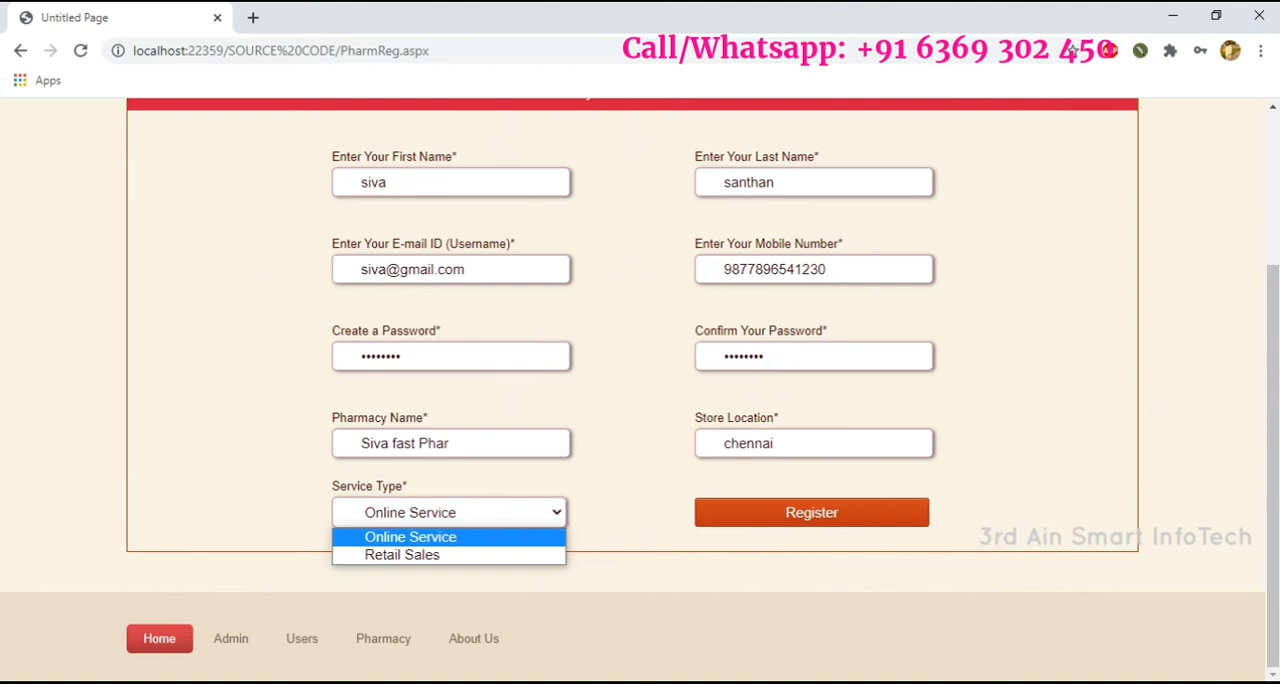 Untitled Page
localhost:22359/SOURCE%20CODE/PharmReg.aspx
Call/Whatsapp: +91 6369 302 450
Apps
Enter Your First Name*
Enter Your Last Name*
siva
santhan
Enter Your E-mail ID (Username)*
Enter Your Mobile Number*
siva@gmail.com
9877896541230
Create a Password*
Confirm Your Password*
••••••••
••••••••
Pharmacy Name*
Store Location*
Siva fast Phar
chennai
Service Type*
Online Service
Register
Online Service
Retail Sales
3rd Ain Smart InfoTech
Home
Admin
Users
Pharmacy
About Us